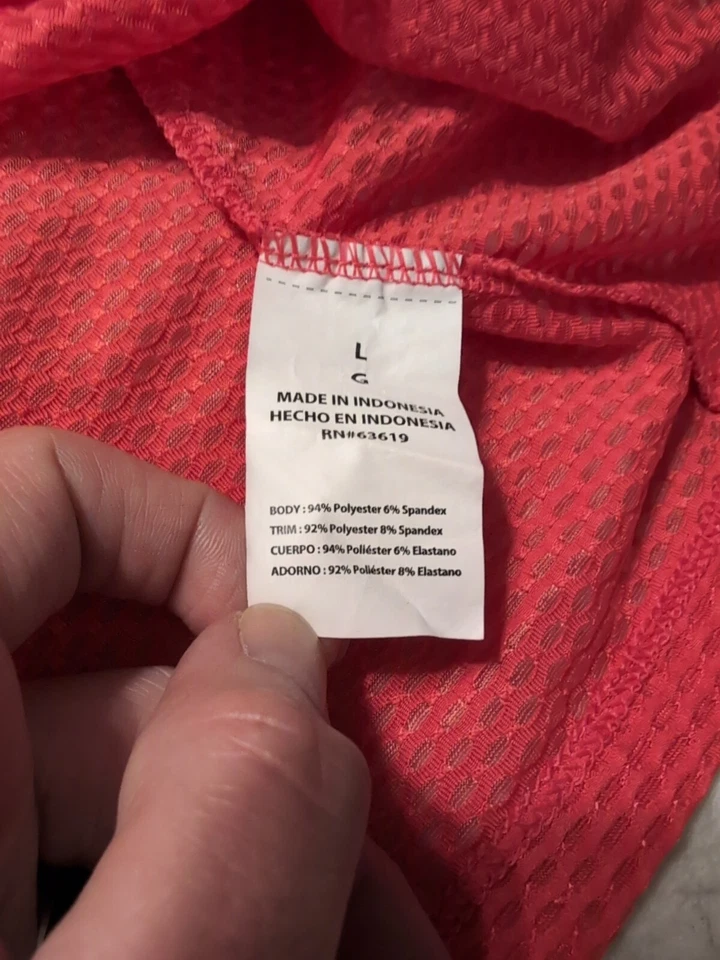 L
G
MADE IN INDONESIA
HECHO EN INDONESIA
RN#63619
BODY : 94% Polyester 6% Spandex
TRIM : 92% Polyester 8% Spandex
CUERPO : 94% Poliéster 6% Elastano
ADORNO : 92% Poliéster 8% Elastano